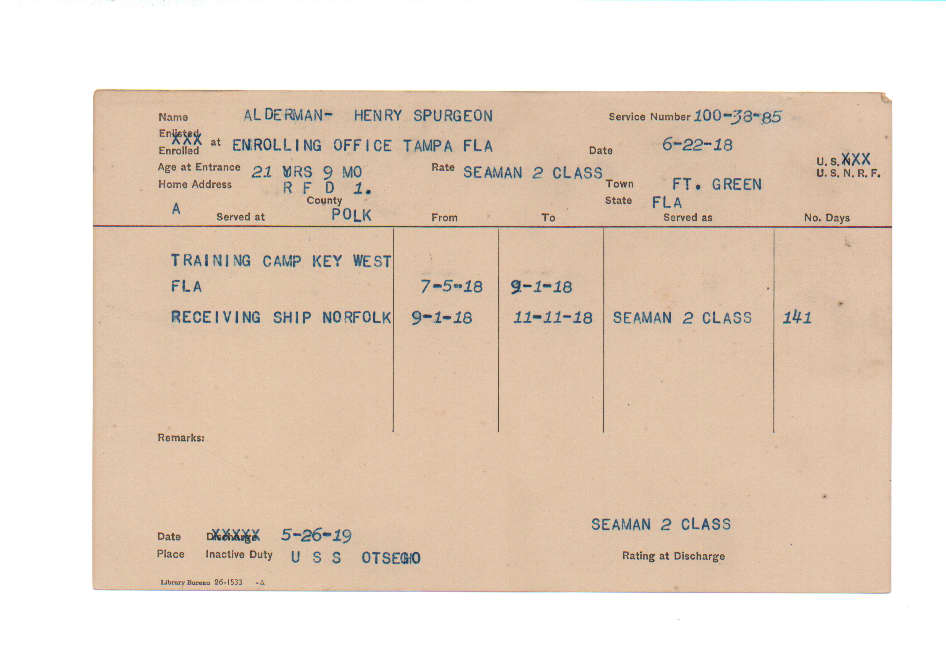 Name ALDERMAN- HENRY SPURGEON Service Number 100-38-85
Enlisted XXX
Enrolled at ENROLLING OFFICE TAMPA FLA Date 6-22-18
U.S. XXX
Age at Entrance 21 YRS 9 MO Rate SEAMAN 2 CLASS U.S.N.R.F.
Home Address R F D 1. Town FT. GREEN
County POLK State FLA
A Served at From To Served as No. Days
TRAINING CAMP KEY WEST
FLA 7-5-18 9-1-18
RECEIVING SHIP NORFOLK 9-1-18 11-11-18 SEAMAN 2 CLASS 141
Remarks:
SEAMAN 2 CLASS
Date Discharge XXXXX 5-26-19
Place Inactive Duty U S S OTSEGO Rating at Discharge
Library Bureau 26-1533 -A